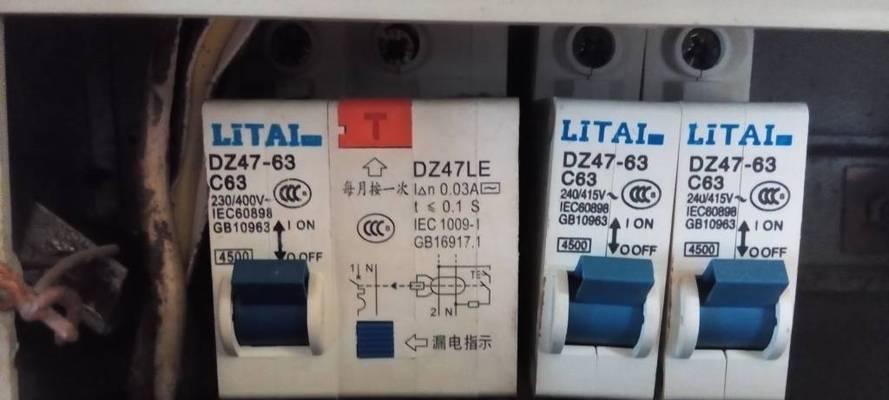 LiTAI
DZ47-63
C63
230/400V~
IEC60898
GB10963
I ON
O OFF
4500
T
每月按一次
DZ47LE
I△n 0.03A
t ≤ 0.1 S
IEC 1009-1
GB16917.1
1 N
TE
2 N
漏电指示
LiTAI
DZ47-63
C63
240/415V~
IEC60898
GB10963
I ON
O OFF
4500
LiTAI
DZ47-63
C63
240/415V~
IEC60898
GB10963
I ON
O OFF
4500